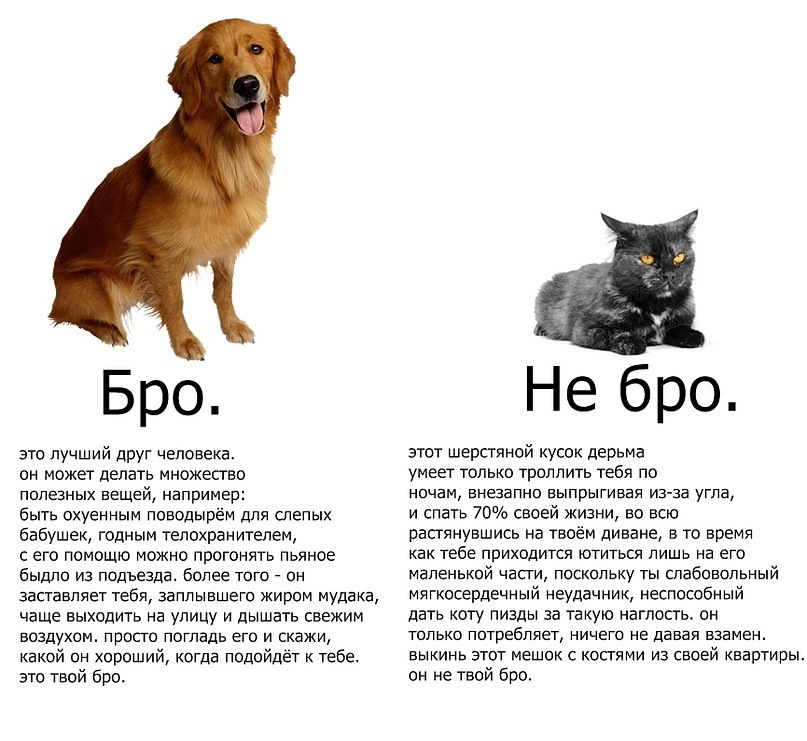 Бро.
это лучший друг человека.
он может делать множество
полезных вещей, например:
быть охуенным поводырём для слепых
бабушек, годным телохранителем,
с его помощю можно прогонять пьяное
быдло из подъезда. более того - он
заставляет тебя, заплывшего жиром мудака,
чаще выходить на улицу и дышать свежим
воздухом. просто погладь его и скажи,
какой он хороший, когда подойдёт к тебе.
это твой бро.
Не бро.
этот шерстяной кусок дерьма
умеет только троллить тебя по
ночам, внезапно выпрыгивая из-за угла,
и спать 70% своей жизни, во всю
растянувшись на твоём диване, в то время
как тебе приходится ютиться лишь на его
маленькой части, поскольку ты слабовольный
мягкосердечный неудачник, неспособный
дать коту пизды за такую наглость. он
только потребляет, ничего не давая взамен.
выкинь этот мешок с костями из своей квартиры.
он не твой бро.